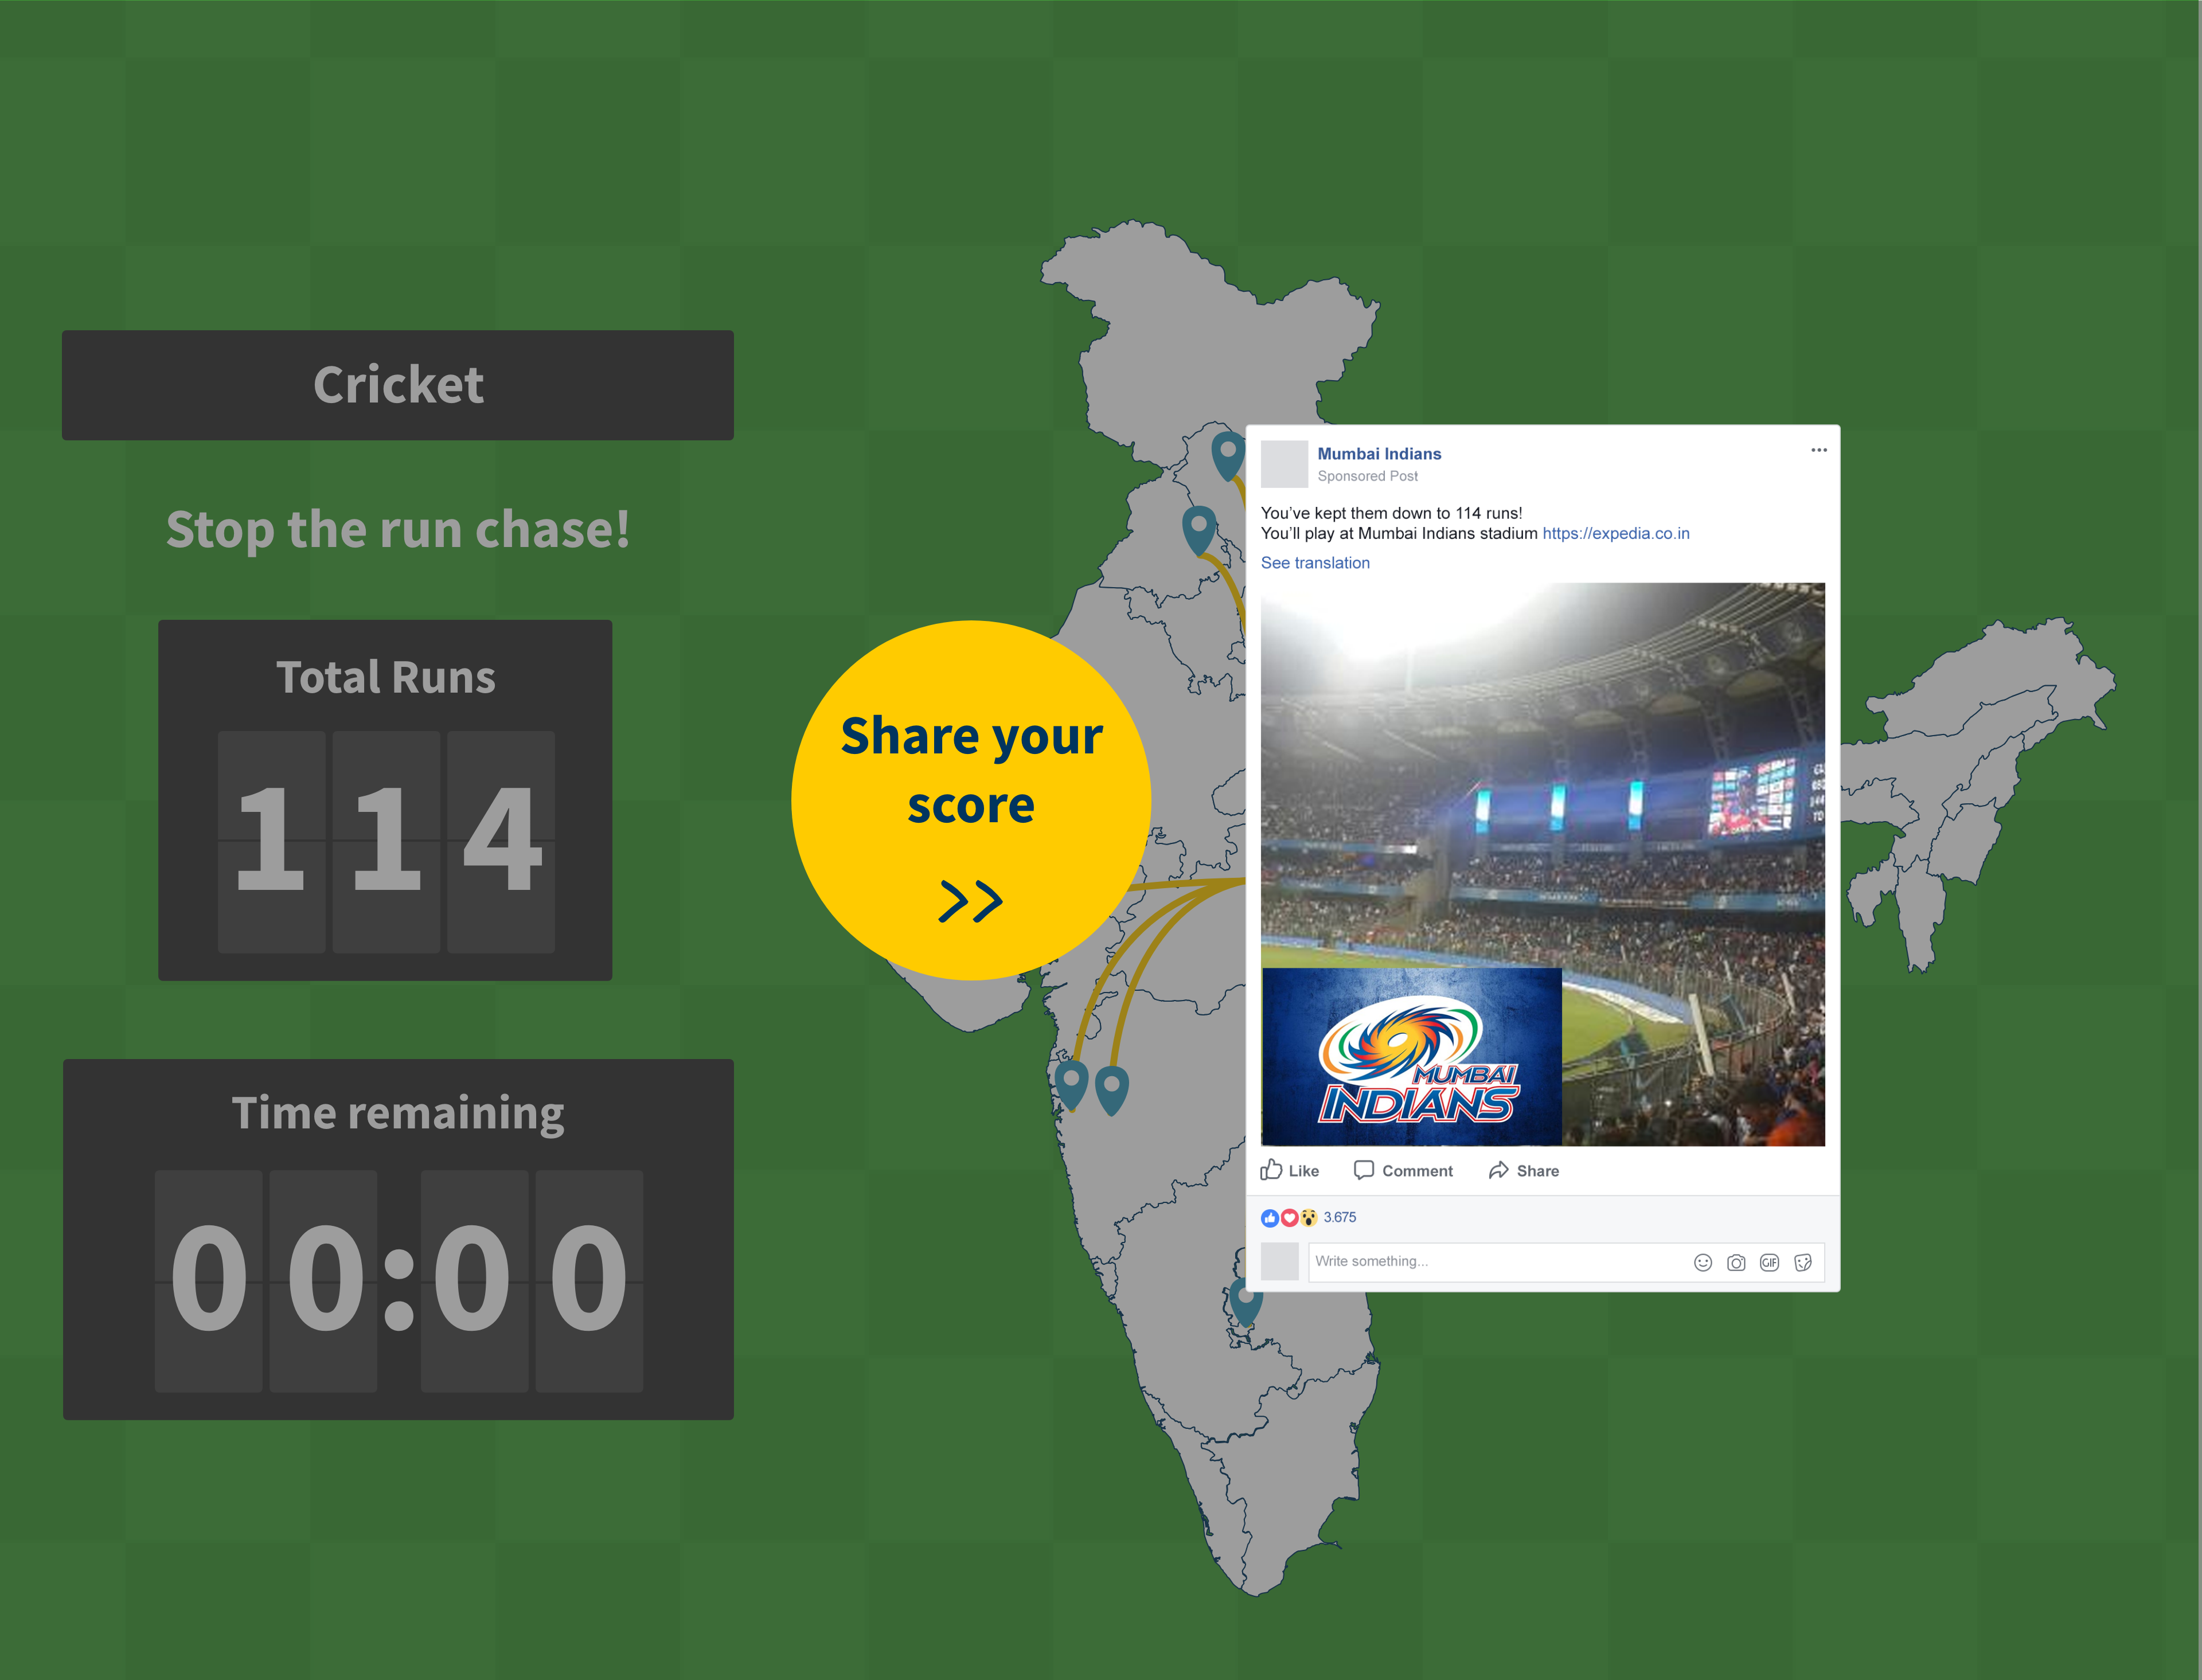 Cricket
Stop the run chase!
Total Runs
114
Time remaining
00:00
Share your
score
>>
Mumbai Indians
Sponsored Post
You've kept them down to 114 runs!
You'll play at Mumbai Indians stadium https://expedia.co.in
See translation
MUMBAI
INDIANS
Like Comment Share
3.675
Write something...
GIF